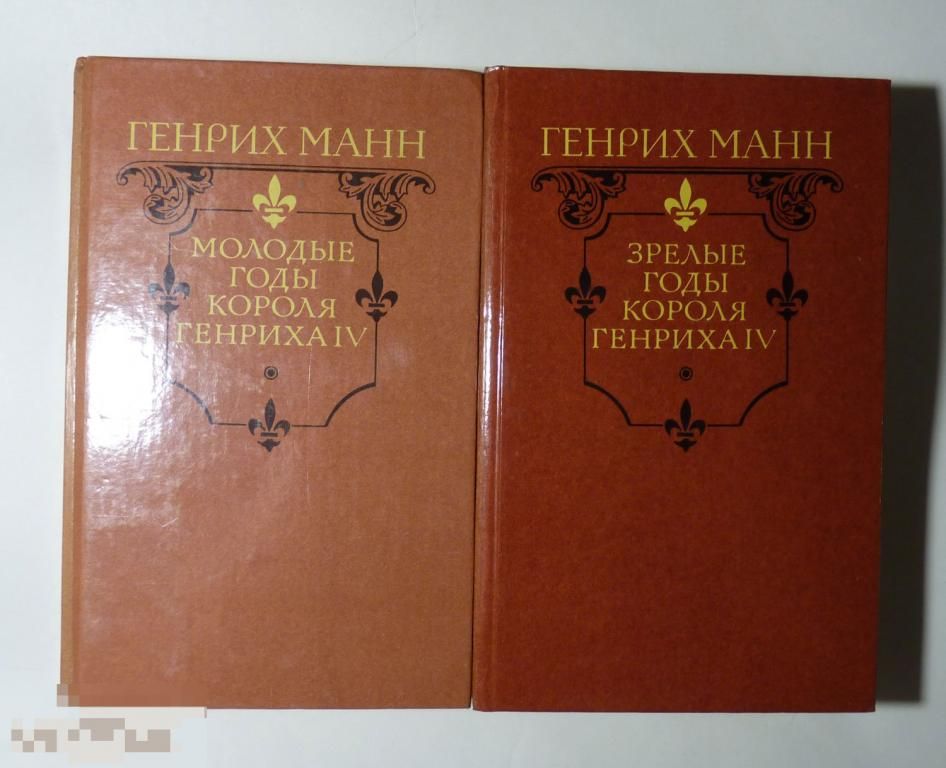 ГЕНРИХ МАНН
МОЛОДЫЕ
ГОДЫ
КОРОЛЯ
ГЕНРИХА IV
ГЕНРИХ МАНН
ЗРЕЛЫЕ
ГОДЫ
КОРОЛЯ
ГЕНРИХА IV